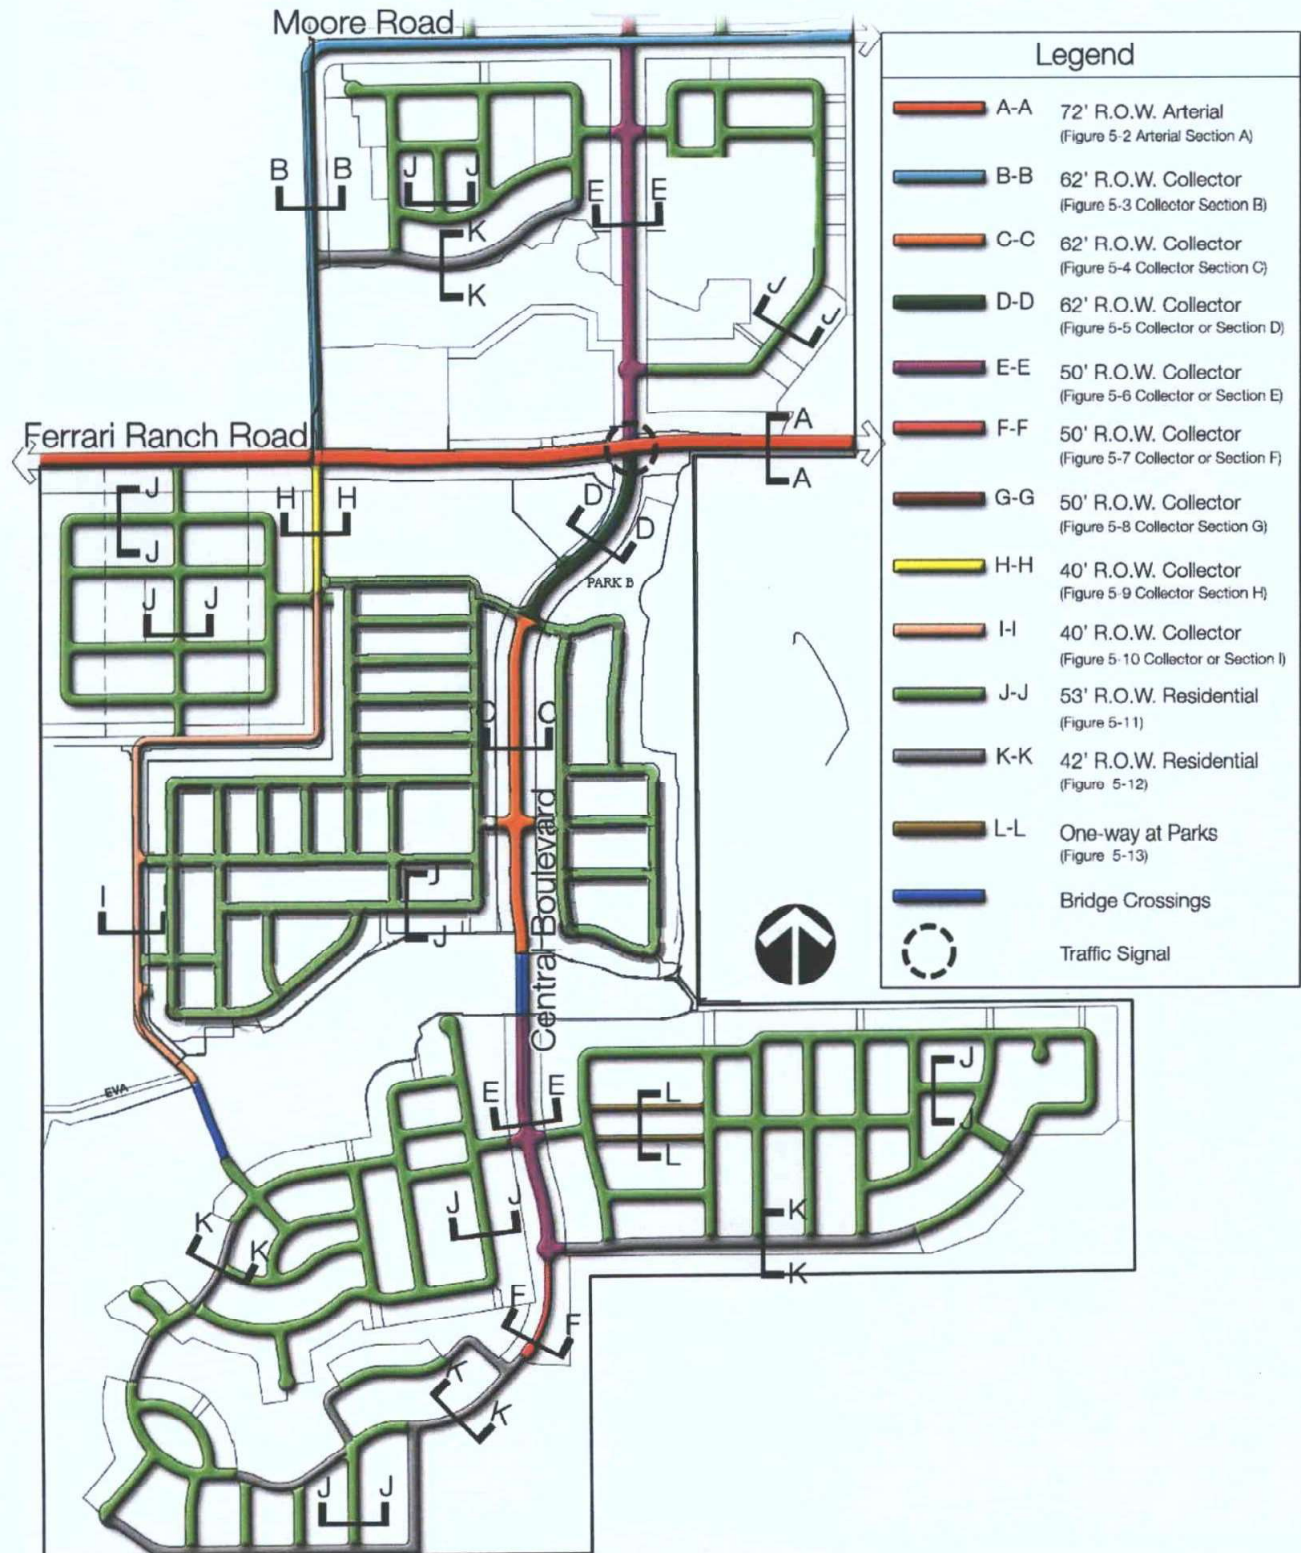 Moore Road
Legend
A-A 72' R.O.W. Arterial
(Figure 5-2 Arterial Section A)
B-B 62' R.O.W. Collector
(Figure 5-3 Collector Section B)
C-C 62' R.O.W. Collector
(Figure 5-4 Collector Section C)
D-D 62' R.O.W. Collector
(Figure 5-5 Collector or Section D)
E-E 50' R.O.W. Collector
(Figure 5-6 Collector or Section E)
F-F 50' R.O.W. Collector
(Figure 5-7 Collector or Section F)
G-G 50' R.O.W. Collector
(Figure 5-8 Collector Section G)
H-H 40' R.O.W. Collector
(Figure 5-9 Collector Section H)
I-I 40' R.O.W. Collector
(Figure 5-10 Collector or Section I)
J-J 53' R.O.W. Residential
(Figure 5-11)
K-K 42' R.O.W. Residential
(Figure 5-12)
L-L One-way at Parks
(Figure 5-13)
Bridge Crossings
Traffic Signal
B B
J J
E E
K
K
J
J
Ferrari Ranch Road
A
A
J
J
H H
D
D
PARK B
J J
C C
Central Boulevard
J
J
I
EVA
E E
L
L
J
J
J J
K
K
K
K
F
F
K
K
J J